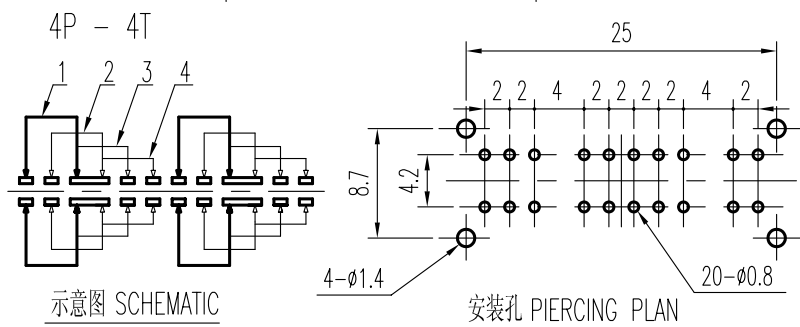 4P - 4T
1 2 3 4
示意图 SCHEMATIC
25
2 2 4 2 2 2 2 4 2
8.7
4.2
4-ø1.4
20-ø0.8
安装孔 PIERCING PLAN